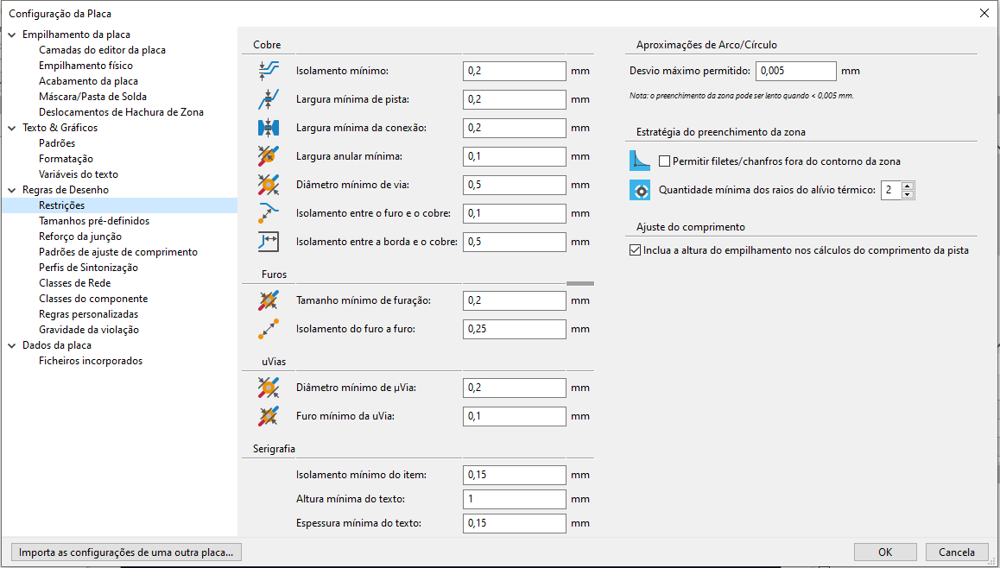 Configuração da Placa
Empilhamento da placa
Camadas do editor da placa
Empilhamento físico
Acabamento da placa
Máscara/Pasta de Solda
Deslocamentos de Hachura de Zona
Texto & Gráficos
Padrões
Formatação
Variáveis do texto
Regras de Desenho
Restrições
Tamanhos pré-definidos
Reforço da junção
Padrões de ajuste de comprimento
Perfis de Sintonização
Classes de Rede
Classes do componente
Regras personalizadas
Gravidade da violação
Dados da placa
Ficheiros incorporados
Cobre
Isolamento mínimo: 0,2 mm
Largura mínima de pista: 0,2 mm
Largura mínima da conexão: 0,2 mm
Largura anular mínima: 0,1 mm
Diâmetro mínimo de via: 0,5 mm
Isolamento entre o furo e o cobre: 0,1 mm
Isolamento entre a borda e o cobre: 0,5 mm
Furos
Tamanho mínimo de furação: 0,2 mm
Isolamento do furo a furo: 0,25 mm
uVias
Diâmetro mínimo de µVia: 0,2 mm
Furo mínimo da uVia: 0,1 mm
Serigrafia
Isolamento mínimo do item: 0,15 mm
Altura mínima do texto: 1 mm
Espessura mínima do texto: 0,15 mm
Aproximações de Arco/Círculo
Desvio máximo permitido: 0,005 mm
Nota: o preenchimento da zona pode ser lento quando < 0,005 mm.
Estratégia do preenchimento da zona
Permitir filetes/chanfros fora do contorno da zona
Quantidade mínima dos raios do alívio térmico: 2
Ajuste do comprimento
Inclua a altura do empilhamento nos cálculos do comprimento da pista
Importa as configurações de uma outra placa...
OK
Cancela